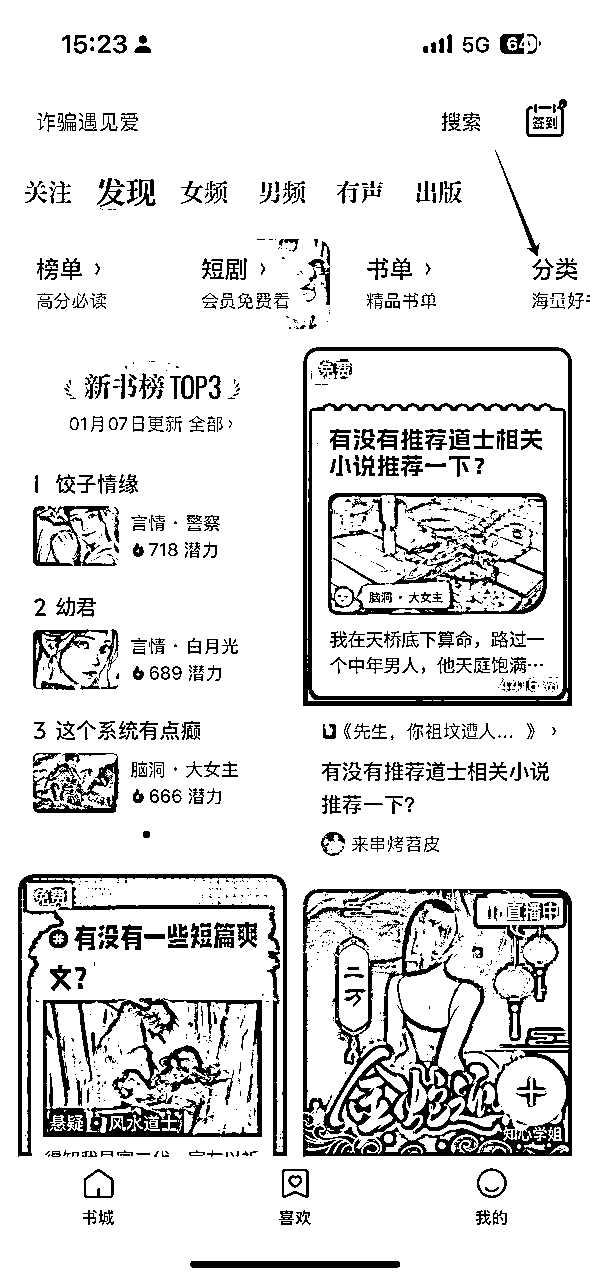 15:23
5G
64
诈骗遇见爱
搜索
签到
关注 发现 女频 男频 有声 出版
榜单 ›
高分必读
短剧 ›
会员免费看
书单 ›
精品书单
分类
海量好
新书榜 TOP3
01月07日更新 全部›
1 饺子情缘
言情 · 警察
718 潜力
2 幼君
言情 · 白月光
689 潜力
3 这个系统有点癫
脑洞 · 大女主
666 潜力
免费
有没有推荐道士相关
小说推荐一下？
脑洞 · 大女主
我在天桥底下算命，路过一
个中年男人，他天庭饱满…
《先生，你祖坟遭人... 》 ›
有没有推荐道士相关小说
推荐一下？
来串烤苕皮
免费
有没有一些短篇爽
文？
悬疑 · 风水道士
直播中
知心学姐
书城
喜欢
我的